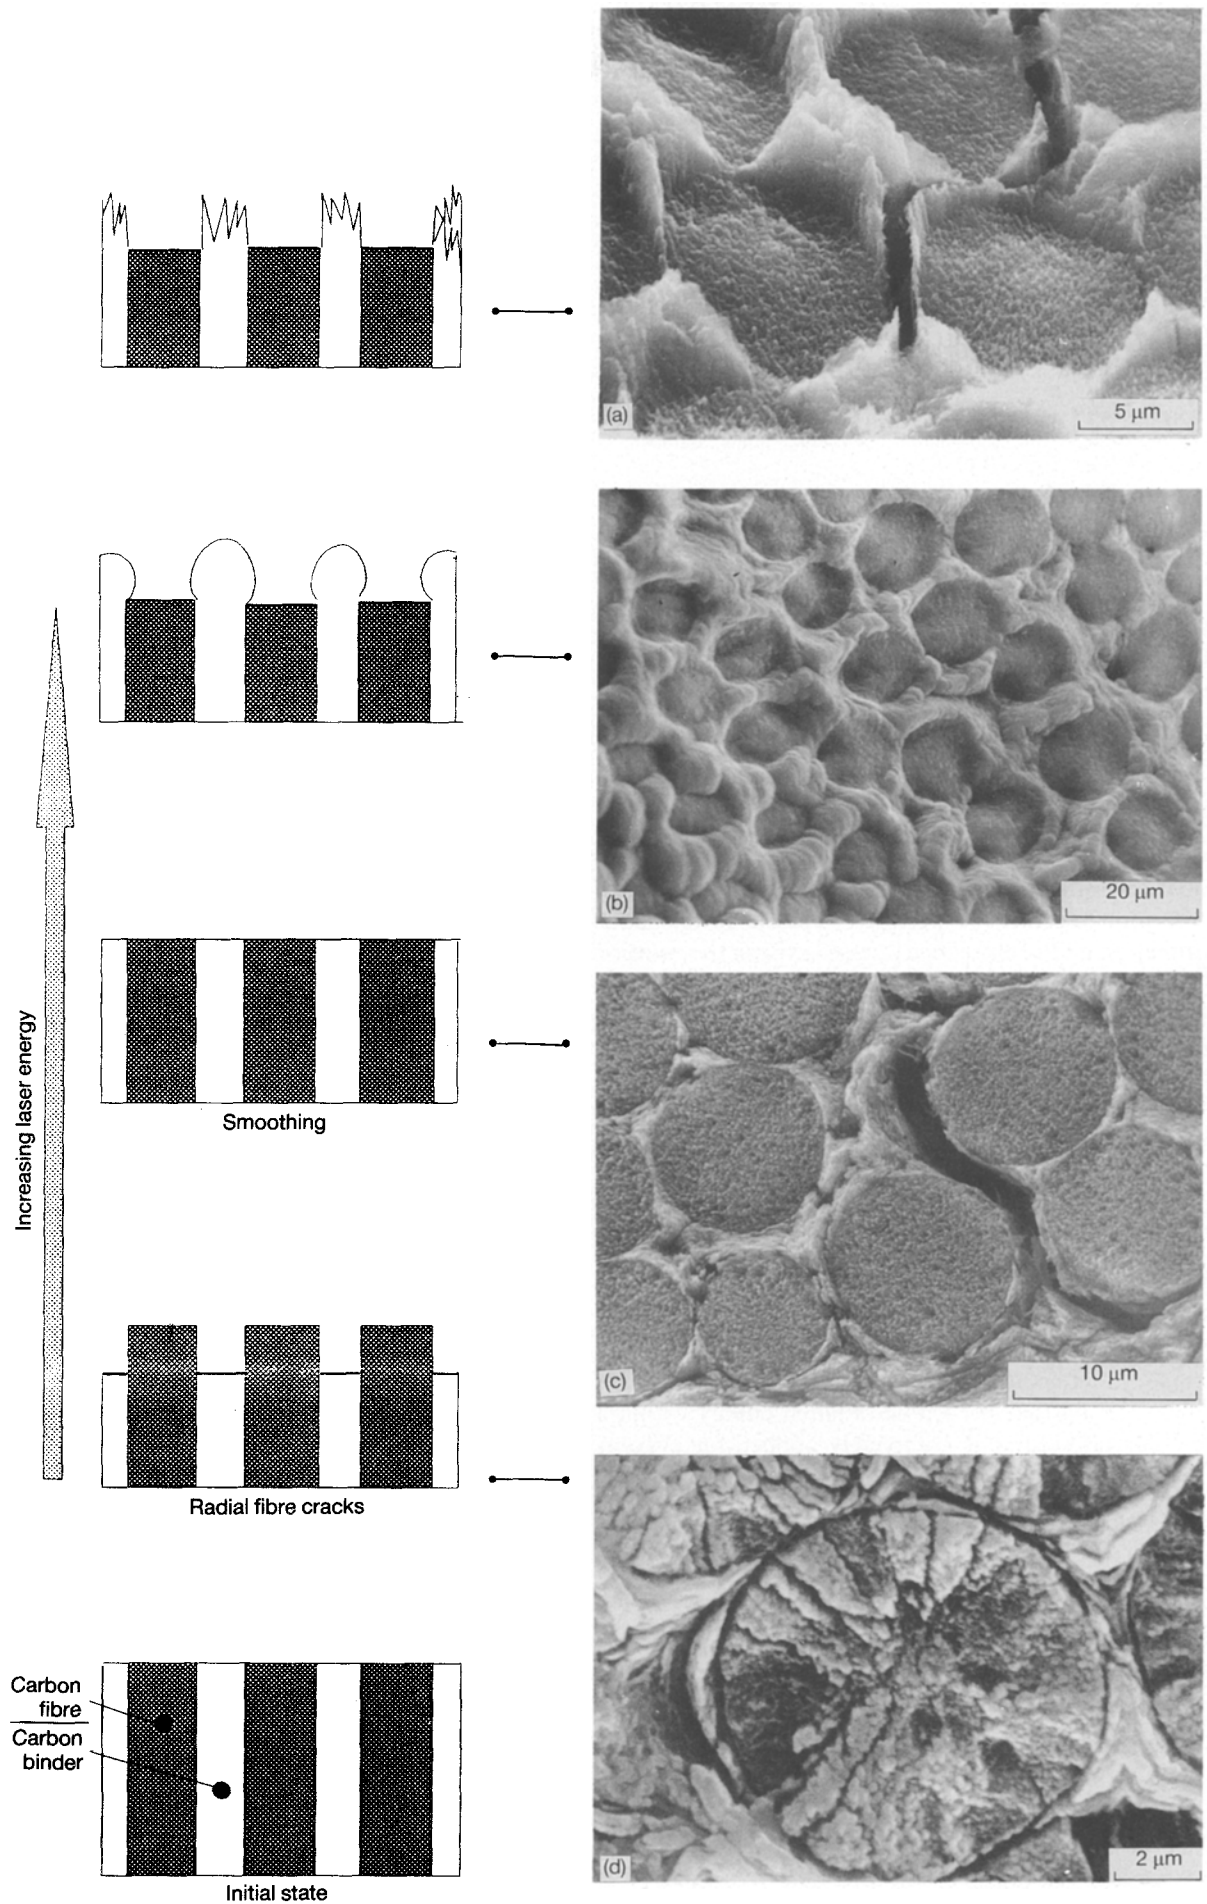 (a)
5 μm
(b)
20 μm
Increasing laser energy
Smoothing
(c)
10 μm
Radial fibre cracks
Carbon
fibre
Carbon
binder
Initial state
(d)
2 μm